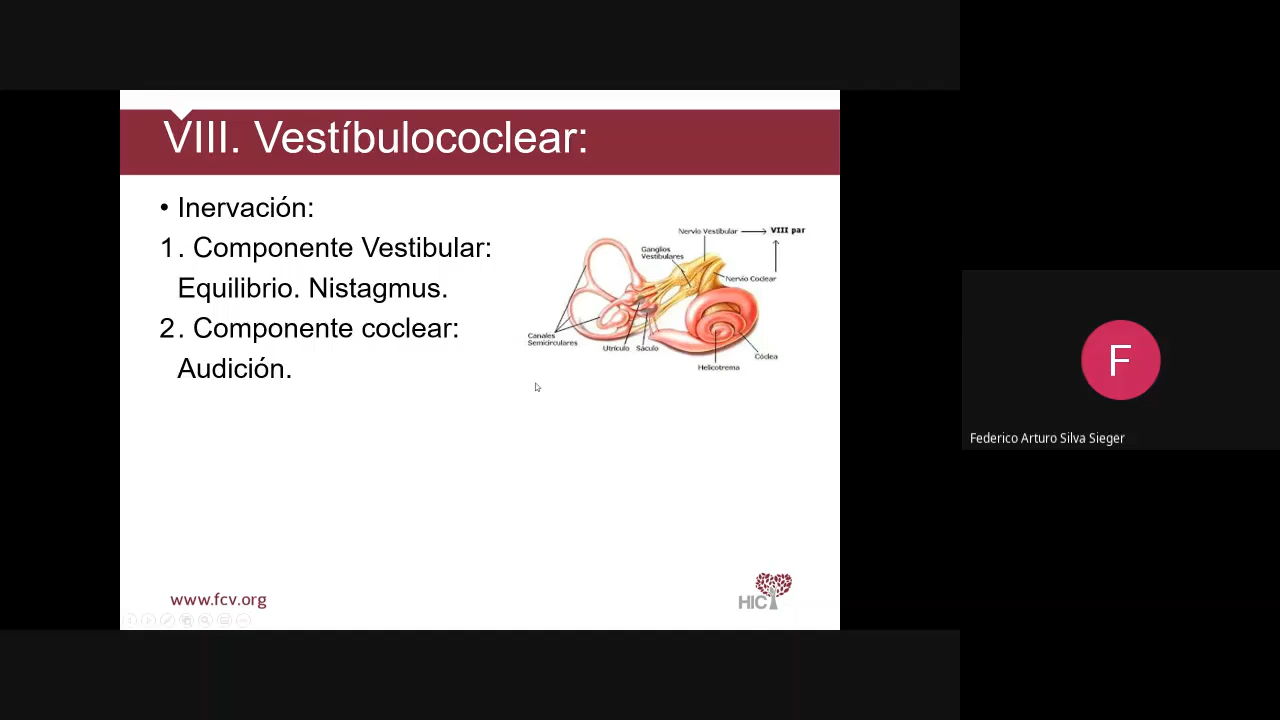 VIII. Vestíbulococlear:
• Inervación:
1. Componente Vestibular:
Equilibrio. Nistagmus.
2. Componente coclear:
Audición.
Nervio Vestibular
VIII par
Ganglios
Vestibulares
Nervio Coclear
Canales
Semicirculares
Utrículo
Sáculo
Cóclea
Helicotrema
www.fcv.org
HIC
F
Federico Arturo Silva Sieger